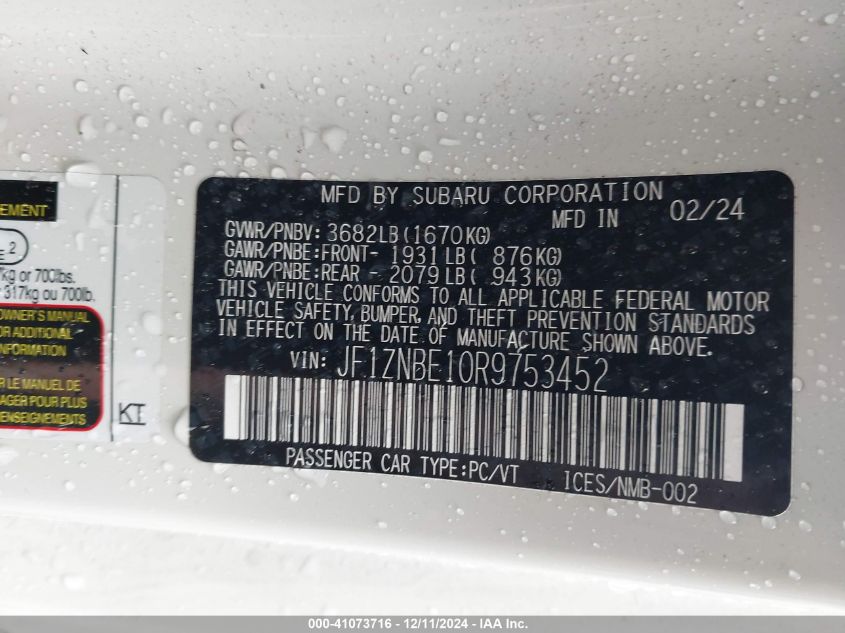 EMENT
2
kg or 700lbs.
317kg ou 700lb.
OWNER'S MANUAL
OR ADDITIONAL
INFORMATION
R LE MANUEL DE
AGER POUR PLUS
ENSEIGNEMENTS
KT
MFD BY SUBARU CORPORATION
MFD IN 02/24
GVWR/PNBV: 3682LB(1670KG)
GAWR/PNBE:FRONT- 1931LB( 876KG)
GAWR/PNBE:REAR - 2079LB( 943KG)
THIS VEHICLE CONFORMS TO ALL APPLICABLE FEDERAL MOTOR
VEHICLE SAFETY, BUMPER, AND THEFT PREVENTION STANDARDS
IN EFFECT ON THE DATE OF MANUFACTURE SHOWN ABOVE.
VIN: JF1ZNBE10R9753452
PASSENGER CAR TYPE:PC/VT ICES/NMB-002
000-41073716 - 12/11/2024 - IAA Inc.